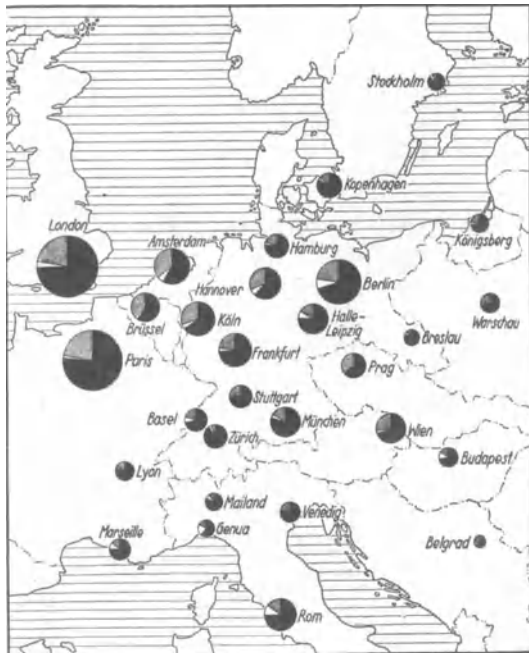 Stockholm
Kopenhagen
Königsberg
London
Amsterdam
Hamburg
Hannover
Berlin
Warschau
Brüssel
Köln
Halle-
Leipzig
Breslau
Paris
Frankfurt
Prag
Stuttgart
Basel
München
Wien
Zürich
Budapest
Lyon
Mailand
Venedig
Genua
Marseille
Belgrad
Rom